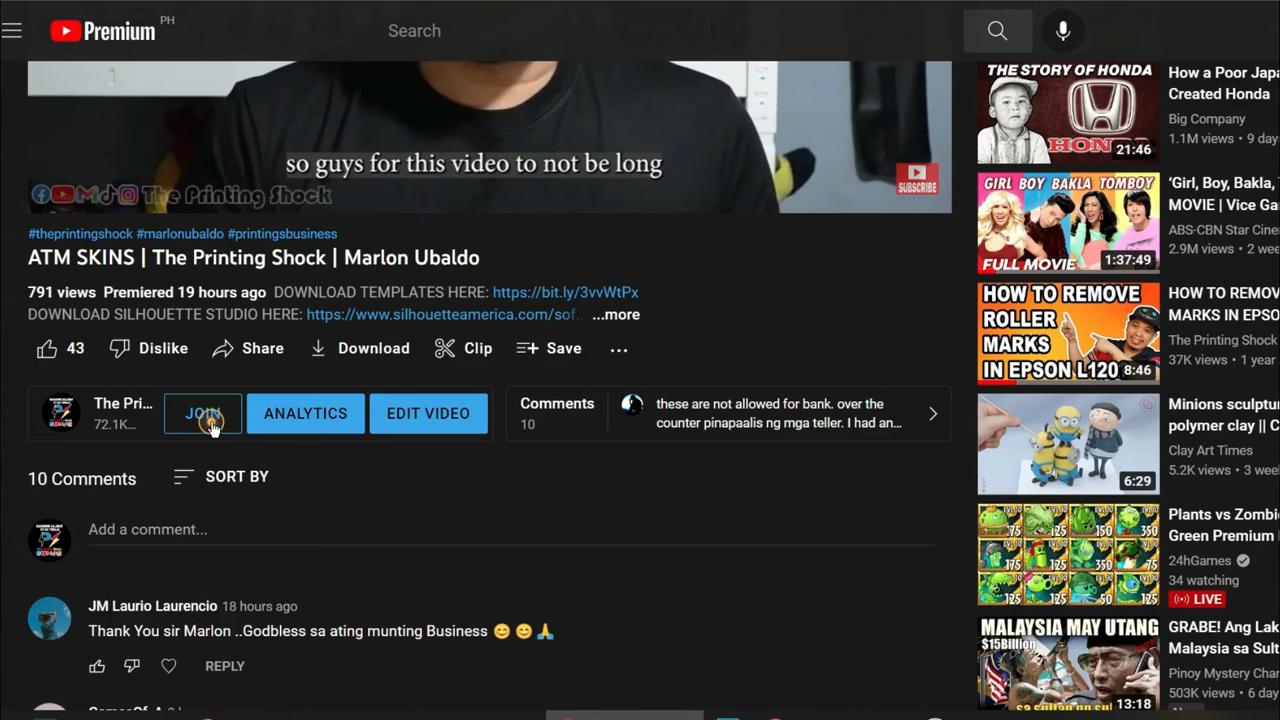 Premium PH
Search
so guys for this video to not be long
SUBSCRIBE
The Printing Shock
#theprintingshock #marlonubaldo #printingsbusiness
ATM SKINS | The Printing Shock | Marlon Ubaldo
791 views Premiered 19 hours ago DOWNLOAD TEMPLATES HERE: https://bit.ly/3vvWtPx
DOWNLOAD SILHOUETTE STUDIO HERE: https://www.silhouetteamerica.com/sof... ...more
43 Dislike Share Download Clip Save ...
The Pri...
72.1K...
JOIN
ANALYTICS
EDIT VIDEO
Comments
10
these are not allowed for bank. over the
counter pinapaalis ng mga teller. I had an...
10 Comments SORT BY
Add a comment...
JM Laurio Laurencio 18 hours ago
Thank You sir Marlon ..Godbless sa ating munting Business 😊 😊 🙏
REPLY
THE STORY OF HONDA
HONDA
21:46
How a Poor Japa
Created Honda
Big Company
1.1M views • 9 da
GIRL BOY BAKLA TOMBOY
FULL MOVIE
1:37:49
‘Girl, Boy, Bakla,
MOVIE | Vice Ga
ABS-CBN Star Cine
2.9M views • 2 wee
HOW TO REMOVE
ROLLER
MARKS
IN EPSON L120
8:46
HOW TO REMOV
MARKS IN EPSO
The Printing Shock
37K views • 1 year
6:29
Minions sculptur
polymer clay || C
Clay Art Times
5.2K views • 3 week
Plants vs Zombi
Green Premium
24hGames
34 watching
LIVE
MALAYSIA MAY UTANG
$15Billion
sa sultan ng sulu
13:18
GRABE! Ang Lak
Malaysia sa Sult
Pinoy Mystery Chan
503K views • 6 day